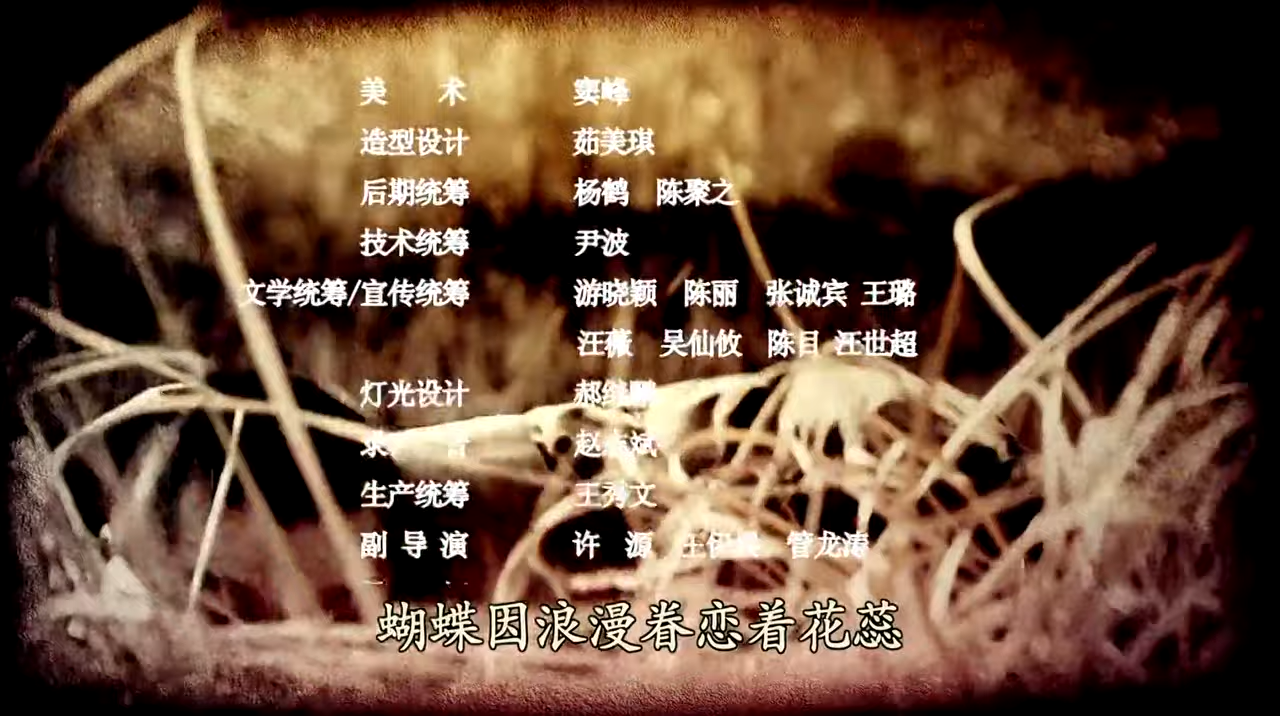 美术 窦峰
造型设计 茹美琪
后期统筹 杨鹤 陈聚之
技术统筹 尹波
文学统筹/宣传统筹 游晓颖 陈丽 张诚宾 王璐
汪薇 吴仙攸 陈目 汪世超
灯光设计 郝
赵
生产统筹 王秀文
副导演 许源 管龙涛
蝴蝶因浪漫眷恋着花蕊